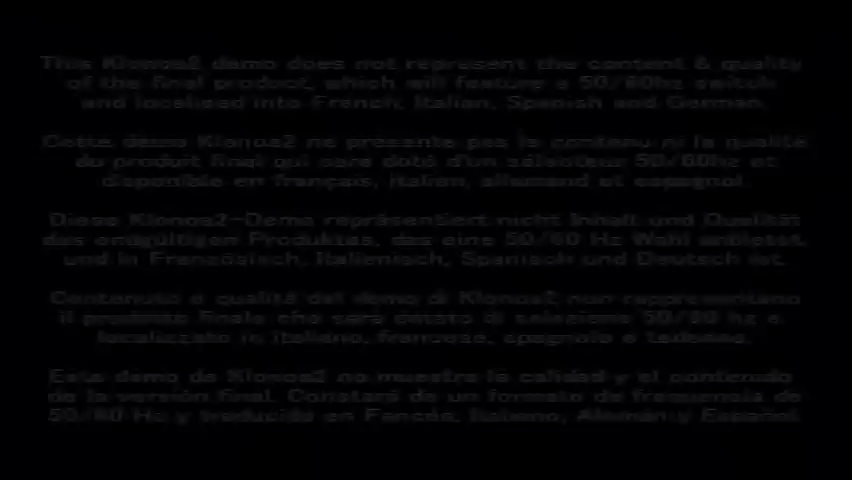 This Klonoa2 demo does not represent the content & quality
of the final product, which will feature a 50/60hz switch
and localised into French, Italian, Spanish and German.
Cette démo Klonoa2 ne présente pas le contenu ni la qualité
du produit final qui sera doté d'un sélecteur 50/60hz et
disponible en français, italien, allemand et espagnol.
Diese Klonoa2-Demo repräsentiert nicht Inhalt und Qualität
des endgültigen Produktes, das eine 50/60 Hz Wahl anbietet,
und in Französisch, Italienisch, Spanisch und Deutsch ist.
Contenuto e qualitá del demo di Klonoa2 non rappresentano
il prodotto finale che sará dotato di selezione 50/60 hz e
localizzato in italiano, francese, spagnolo e tedesco.
Esta demo de Klonoa2 no muestra la calidad y el contenido
de la versión final. Constará de un formato de frequencia de
50/60 Hz y traducido en Fancés, Italiano, Alemán y Español.